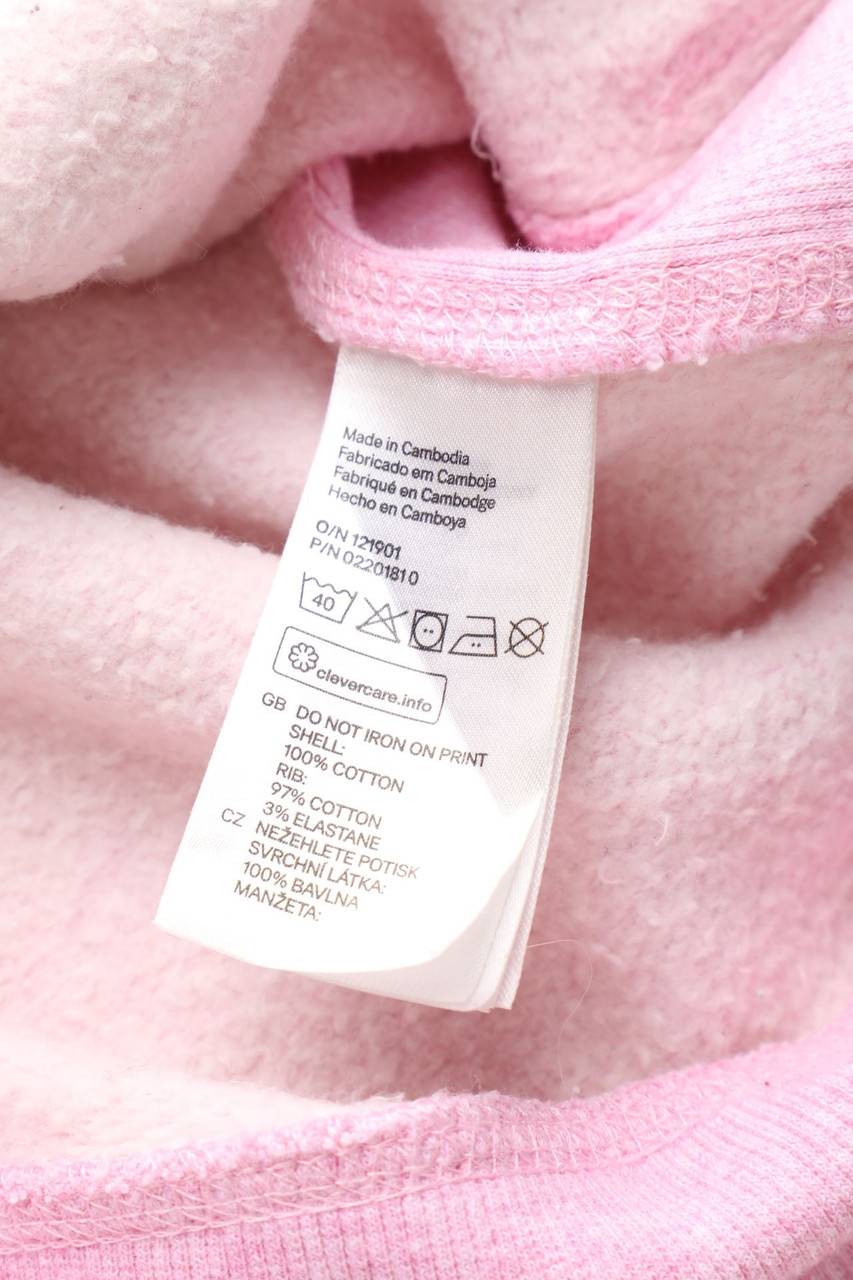 Made in Cambodia
Fabricado em Camboja
Fabriqué en Cambodge
Hecho en Camboya
O/N 121901
P/N 02201810
40
clevercare.info
GB DO NOT IRON ON PRINT
SHELL:
100% COTTON
RIB:
97% COTTON
3% ELASTANE
CZ NEŽEHLETE POTISK
SVRCHNÍ LÁTKA:
100% BAVLNA
MANŽETA: